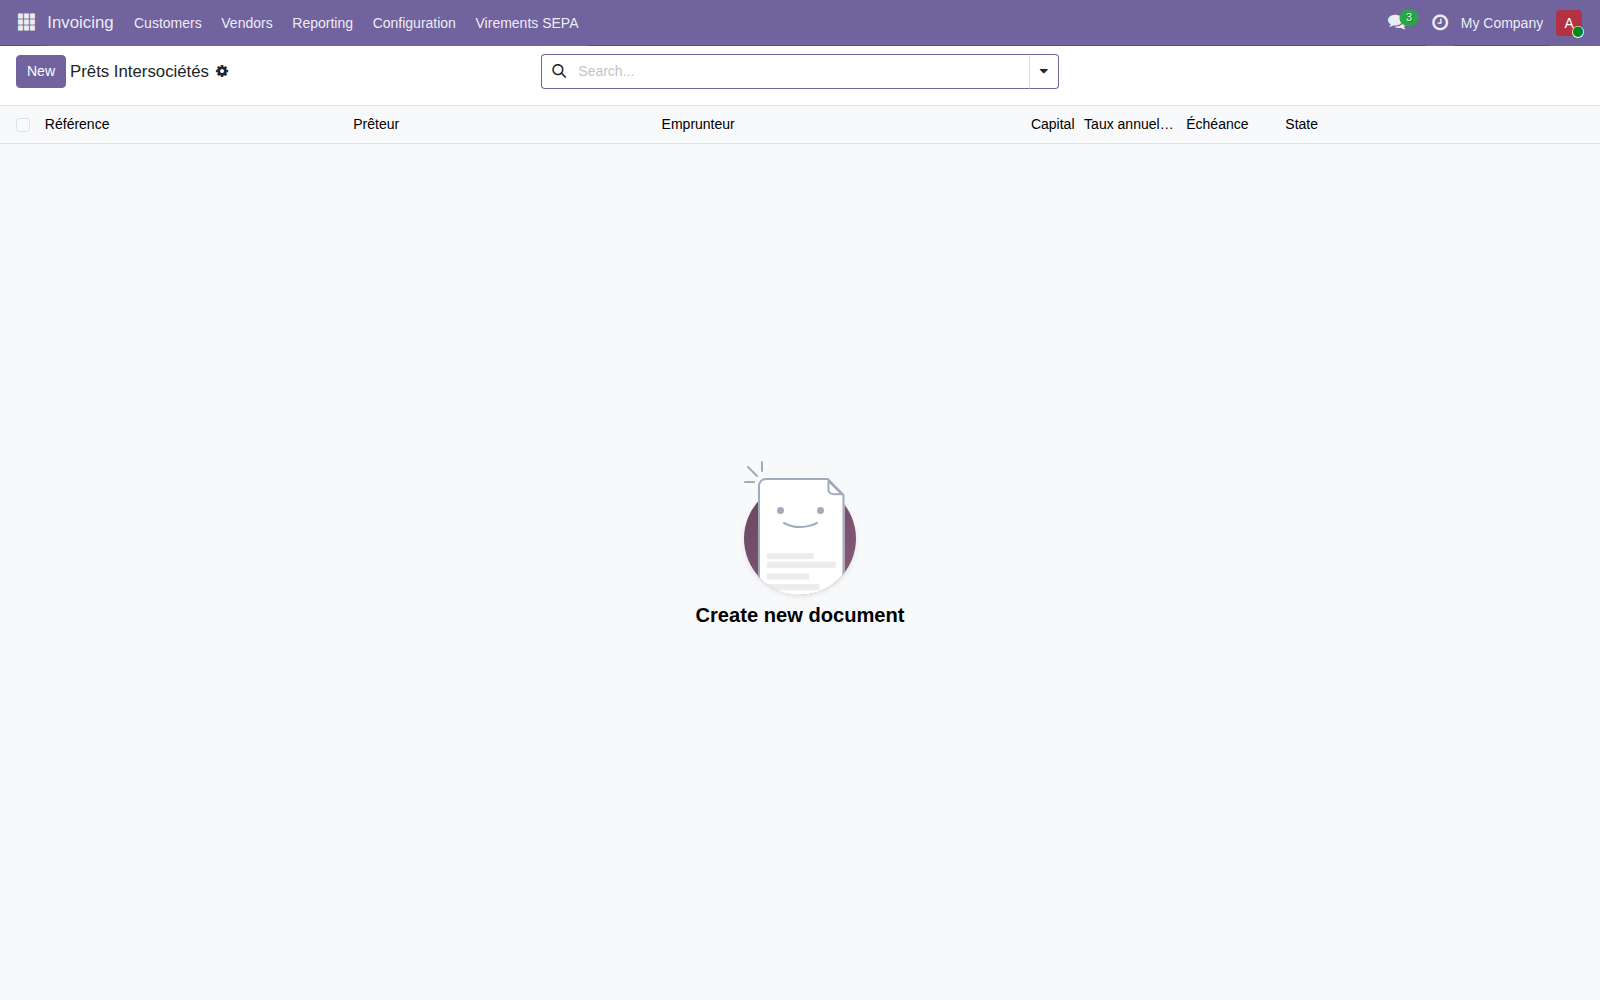 Invoicing Customers Vendors Reporting Configuration Virements SEPA 3 My Company A
New Prêts Intersociétés Search...
Référence Prêteur Emprunteur Capital Taux annuel… Échéance State
Create new document